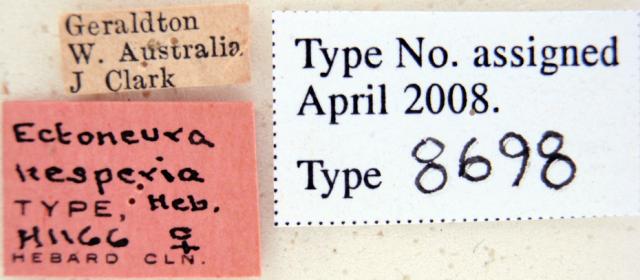 Geraldton
W. Australia.
J Clark
Ectoneura
hesperia
TYPE, Heb.
H1166 ♀
HEBARD CLN.
Type No. assigned
April 2008.
Type 8698